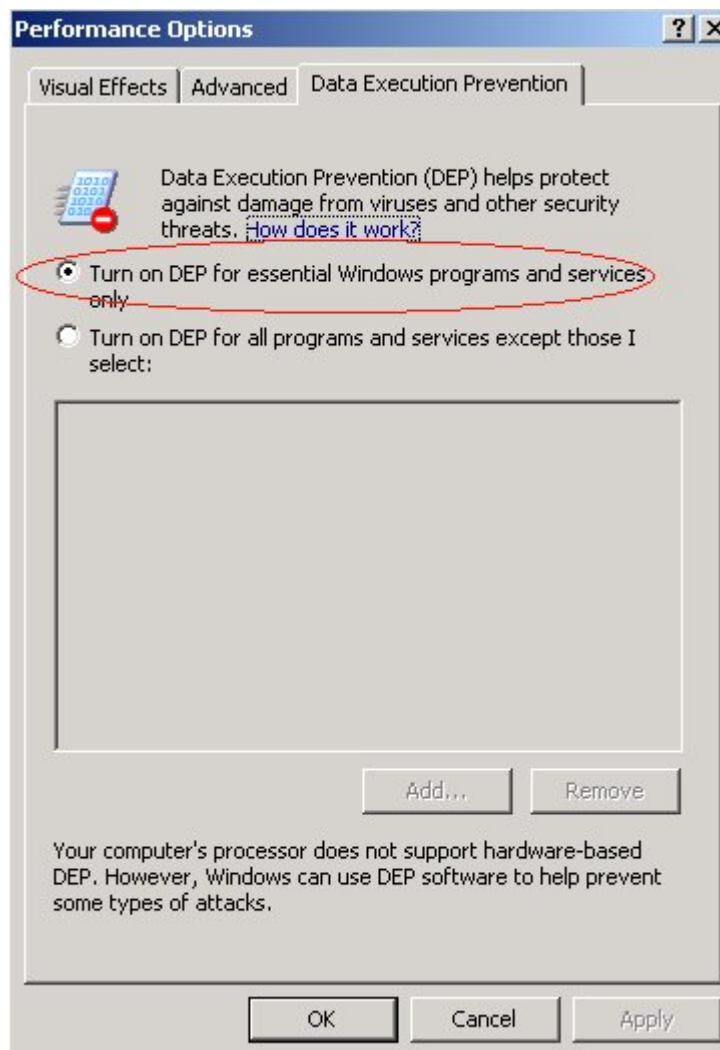 Performance Options
Visual Effects
Advanced
Data Execution Prevention
Data Execution Prevention (DEP) helps protect
against damage from viruses and other security
threats. How does it work?
Turn on DEP for essential Windows programs and services
only
Turn on DEP for all programs and services except those I
select:
Add...
Remove
Your computer's processor does not support hardware-based
DEP. However, Windows can use DEP software to help prevent
some types of attacks.
OK
Cancel
Apply